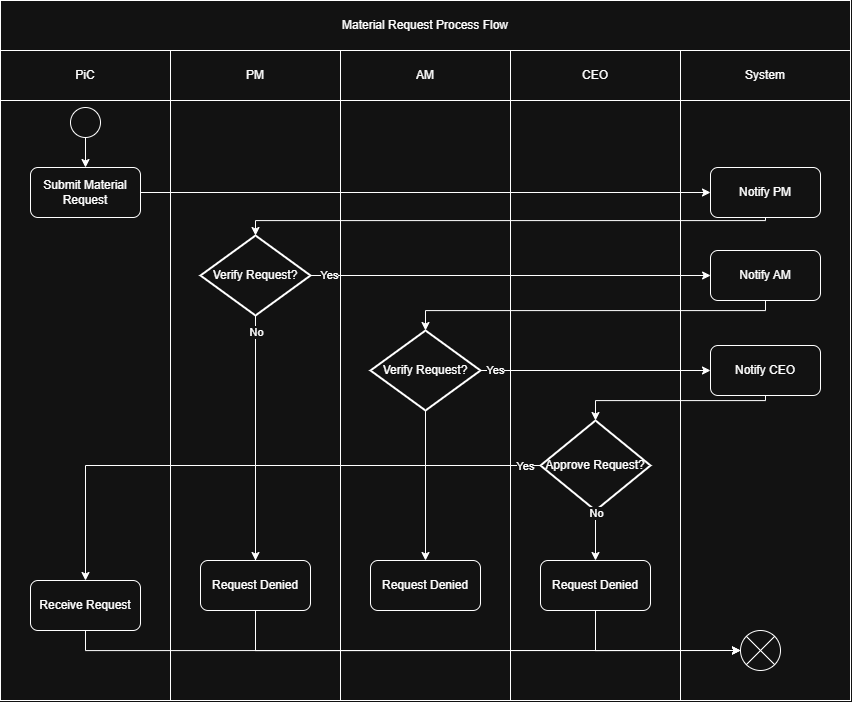 Material Request Process Flow
PiC
PM
AM
CEO
System
Submit Material
Request
Notify PM
Verify Request?
Yes
Notify AM
No
Verify Request?
Yes
Notify CEO
Yes
Approve Request?
No
Request Denied
Request Denied
Request Denied
Receive Request